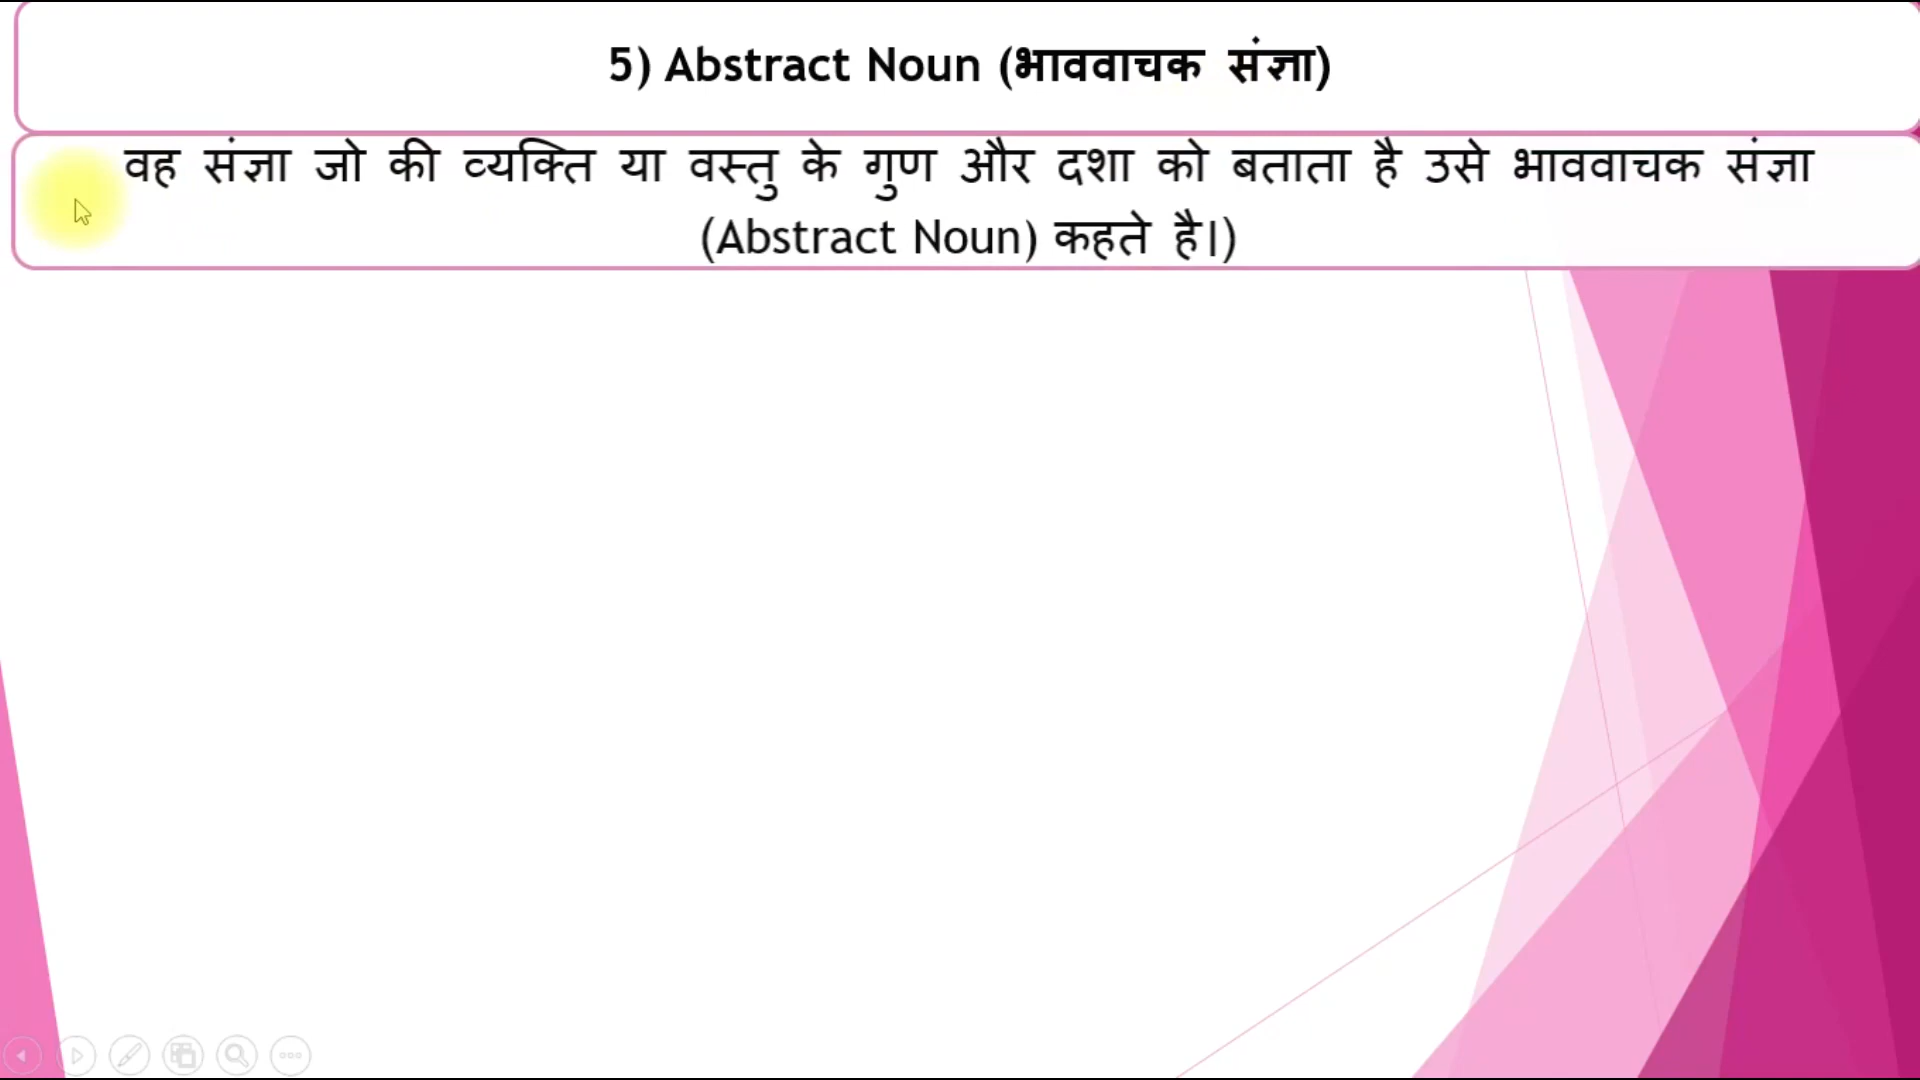 5) Abstract Noun (भाववाचक संज्ञा)
वह संज्ञा जो की व्यक्ति या वस्तु के गुण और दशा को बताता है उसे भाववाचक संज्ञा
(Abstract Noun) कहते है।)